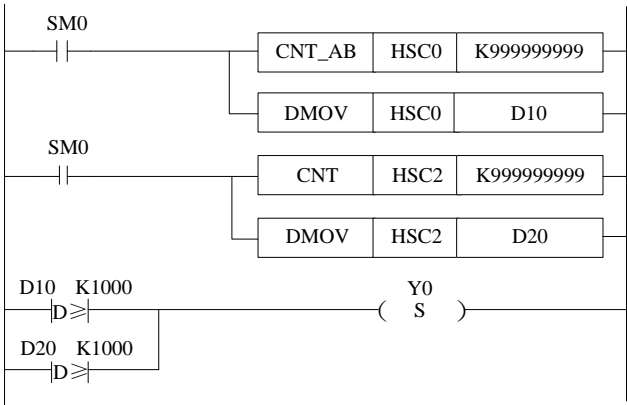 SM0
CNT_AB HSC0 K999999999
DMOV HSC0 D10
SM0
CNT HSC2 K999999999
DMOV HSC2 D20
D10 K1000 Y0
D≥ ( S )
D20 K1000
D≥